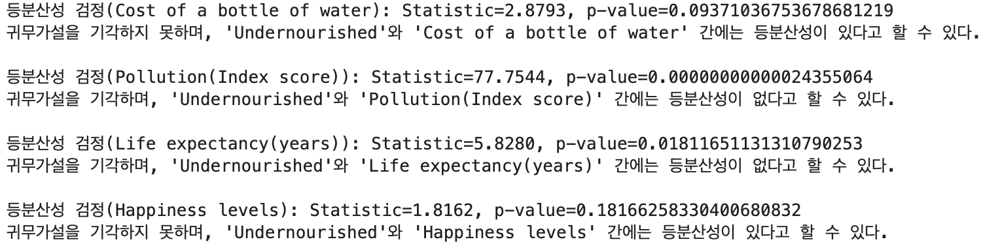 등분산성 검정(Cost of a bottle of water): Statistic=2.8793, p-value=0.09371036753678681219
귀무가설을 기각하지 못하며, 'Undernourished'와 'Cost of a bottle of water' 간에는 등분산성이 있다고 할 수 있다.
등분산성 검정(Pollution(Index score)): Statistic=77.7544, p-value=0.00000000000024355064
귀무가설을 기각하며, 'Undernourished'와 'Pollution(Index score)' 간에는 등분산성이 없다고 할 수 있다.
등분산성 검정(Life expectancy(years)): Statistic=5.8280, p-value=0.01811651131310790253
귀무가설을 기각하며, 'Undernourished'와 'Life expectancy(years)' 간에는 등분산성이 없다고 할 수 있다.
등분산성 검정(Happiness levels): Statistic=1.8162, p-value=0.18166258330400680832
귀무가설을 기각하지 못하며, 'Undernourished'와 'Happiness levels' 간에는 등분산성이 있다고 할 수 있다.